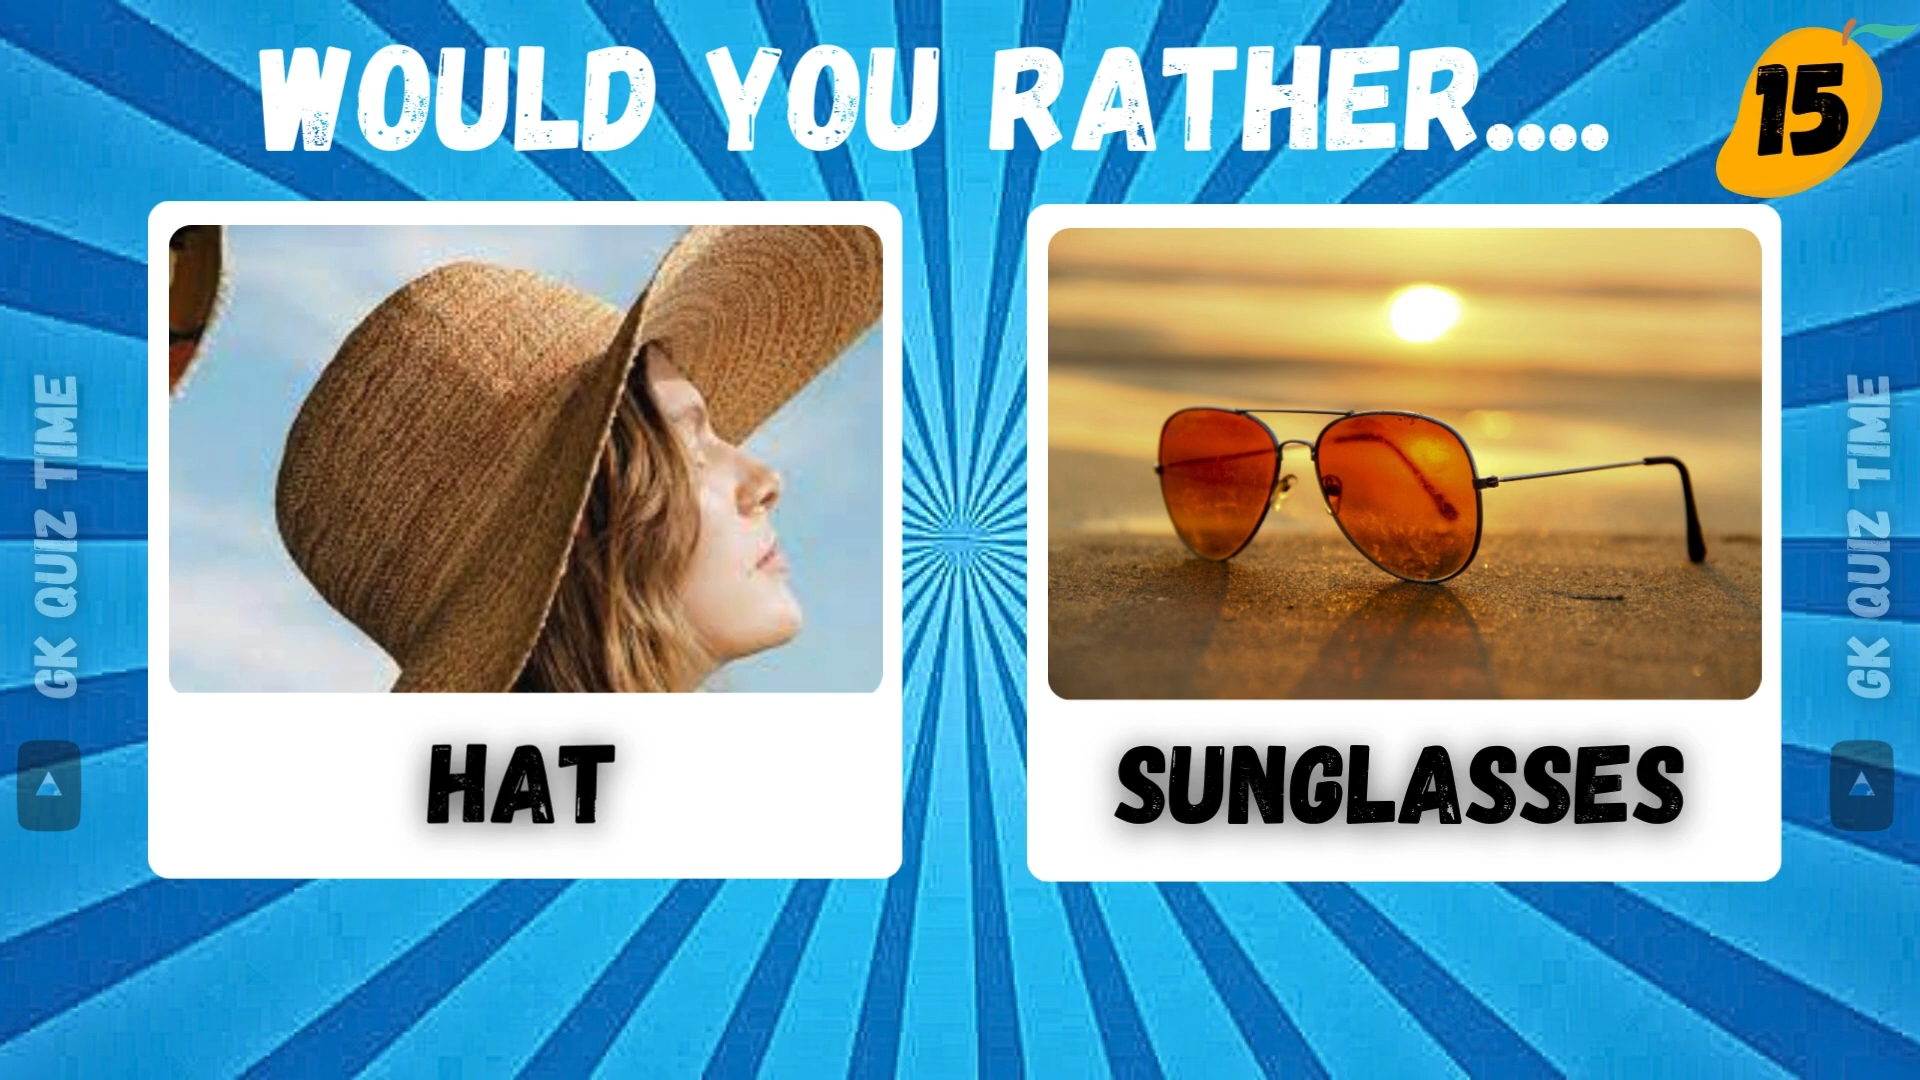 WOULD YOU RATHER....
15
HAT
SUNGLASSES
GK QUIZ TIME
GK QUIZ TIME